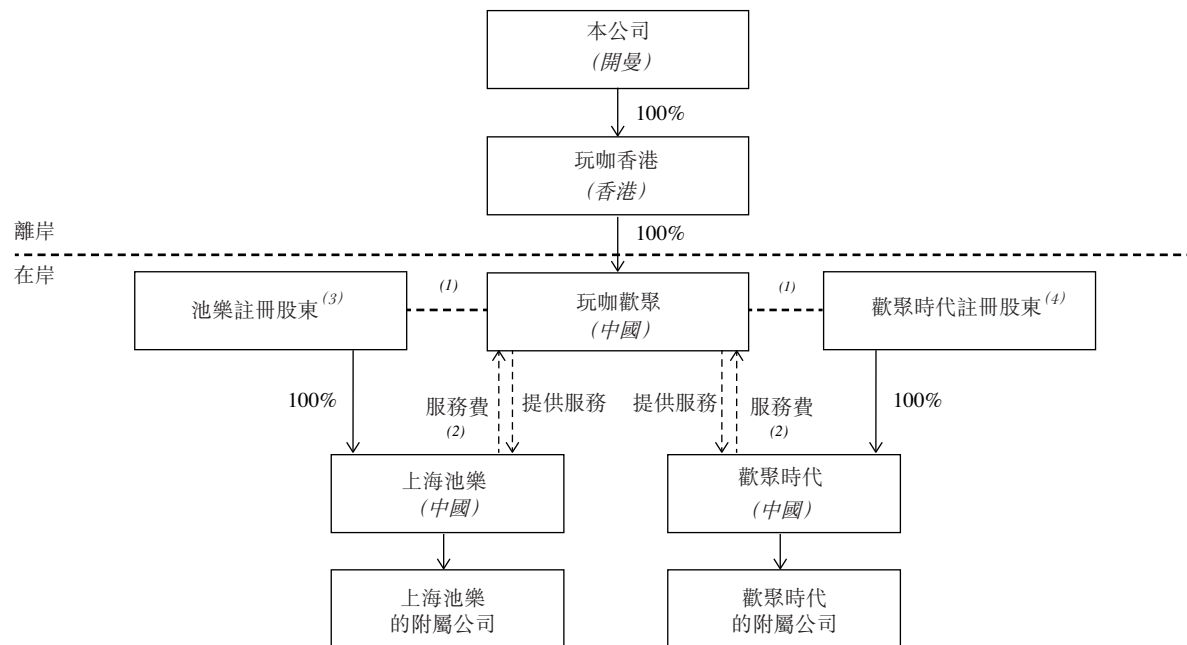 本公司
(開曼)
100%
玩咖香港
(香港)
離岸
100%
在岸
池樂註冊股東(3)
(1)
玩咖歡聚
(中國)
(1)
歡聚時代註冊股東(4)
100%
服務費
(2)
提供服務
提供服務
服務費
(2)
100%
上海池樂
(中國)
歡聚時代
(中國)
上海池樂
的附屬公司
歡聚時代
的附屬公司